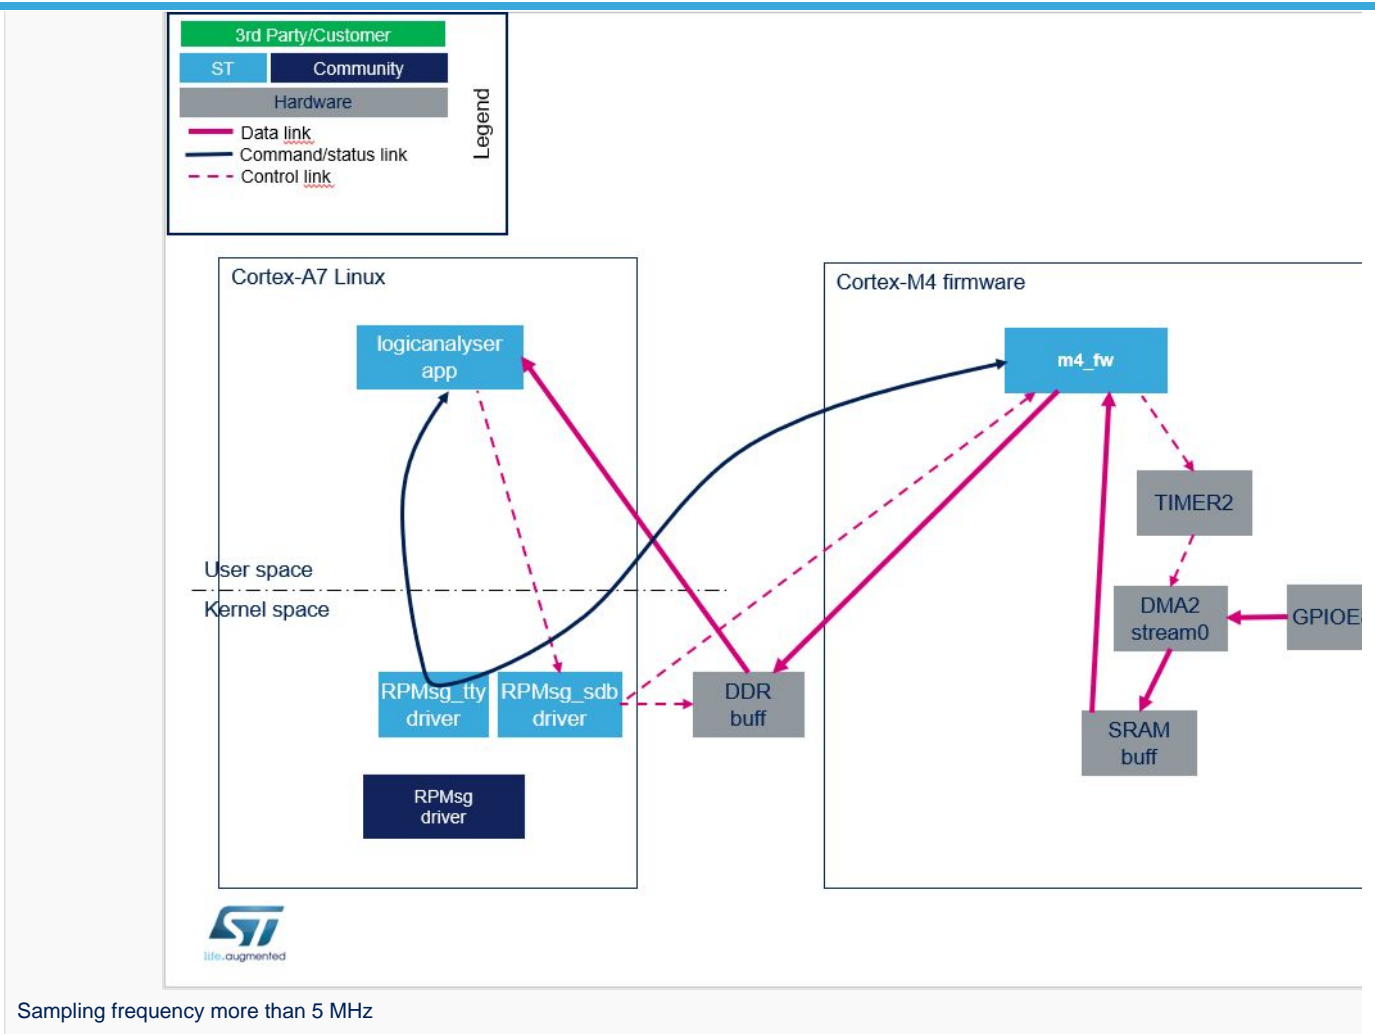 3rd Party/Customer
ST
Community
Hardware
Data link
Command/status link
Control link
Legend
Cortex-A7 Linux
logicanalyser
app
User space
Kernel space
RPMsg_tty
driver
RPMsg_sdb
driver
RPMsg
driver
DDR
buff
Cortex-M4 firmware
m4_fw
TIMER2
DMA2
stream0
GPIOE
SRAM
buff
ST
life.augmented
Sampling frequency more than 5 MHz